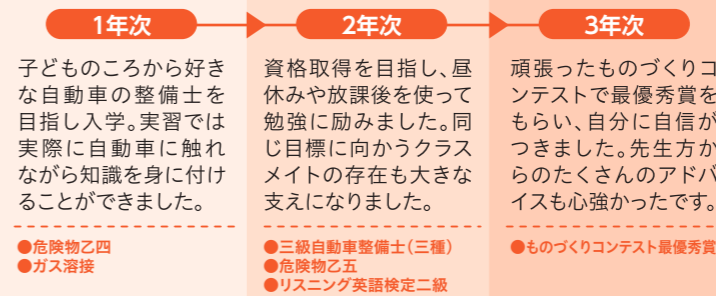 1年次
子どものころから好き
な自動車の整備士を
目指し入学。実習では
実際に自動車に触れ
ながら知識を身に付け
ることができました。
●危険物乙四
●ガス溶接
2年次
資格取得を目指し、昼
休みや放課後を使って
勉強に励みました。同
じ目標に向かうクラス
メイトの存在も大きな
支えになりました。
●三級自動車整備士(三種)
●危険物乙五
●リスニング英語検定二級
3年次
頑張ったものづくりコ
ンテストで最優秀賞を
もらい、自分に自信が
つきました。先生方か
らのたくさんのアドバ
イスも心強かったです。
●ものづくりコンテスト最優秀賞